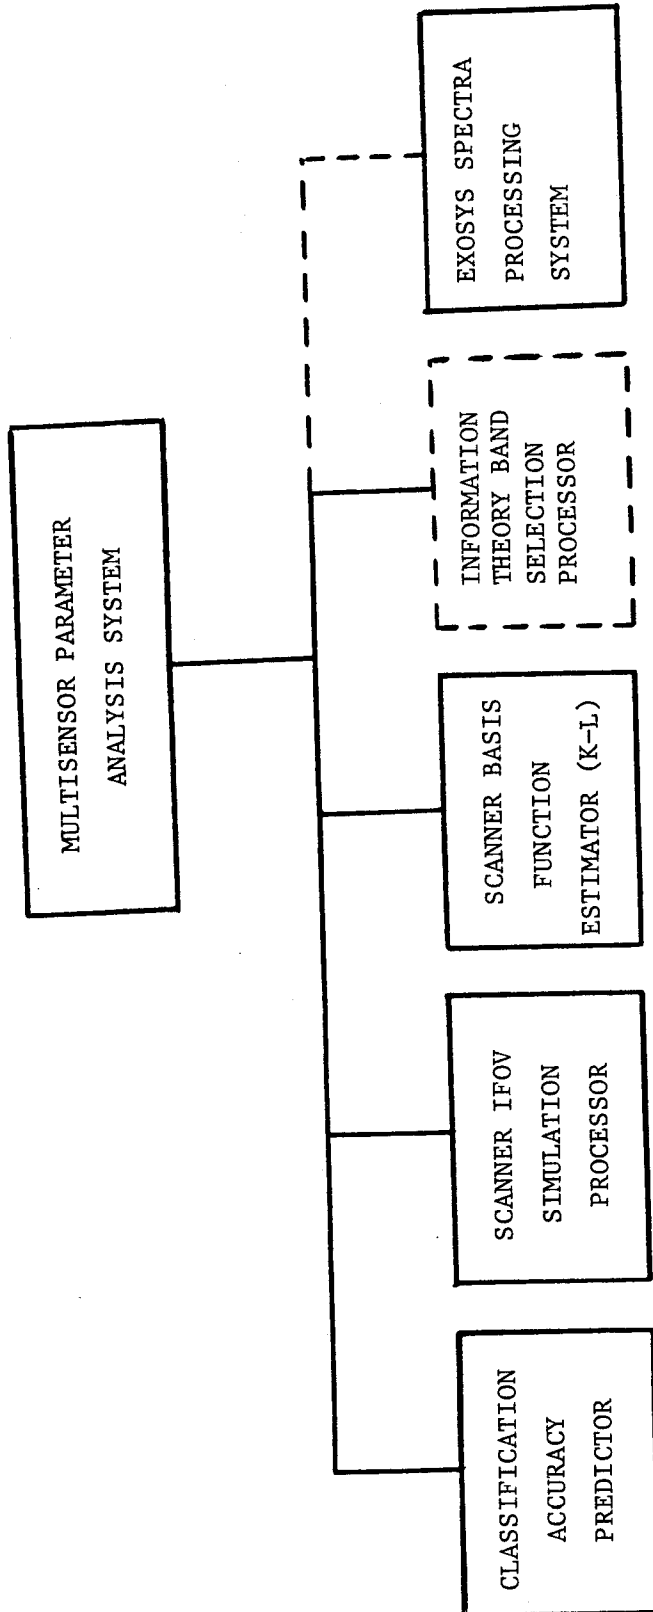 MULTISENSOR PARAMETER
ANALYSIS SYSTEM
CLASSIFICATION
ACCURACY
PREDICTOR
SCANNER IFOV
SIMULATION
PROCESSOR
SCANNER BASIS
FUNCTION
ESTIMATOR (K-L)
INFORMATION
THEORY BAND
SELECTION
PROCESSOR
EXOSYS SPECTRA
PROCESSING
SYSTEM